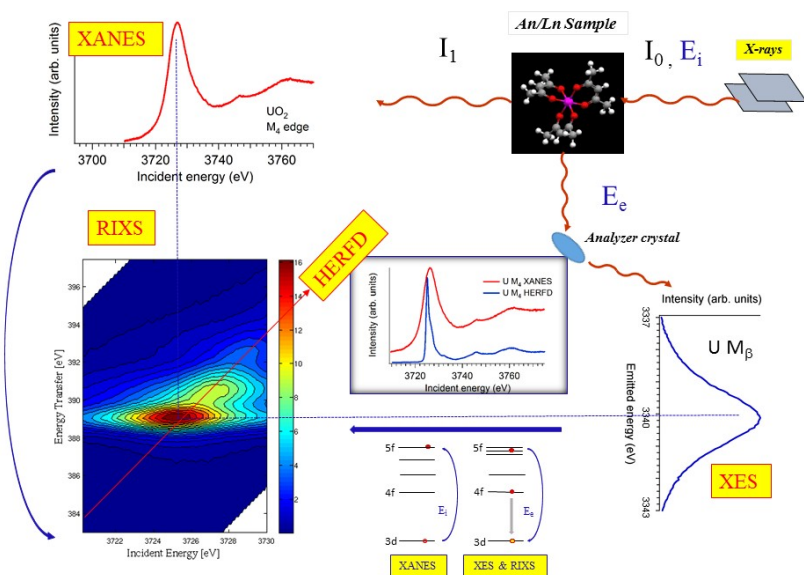 XANES
Intensity (arb. units)
UO2
M4 edge
3700 3720 3740 3760
Incident energy (eV)
An/Ln Sample
I1
I0 , Ei
X-rays
Ee
Analyzer crystal
RIXS
HERFD
Energy Transfer [eV]
396
394
392
390
388
386
384
3722 3724 3726 3728 3730
Incident Energy [eV]
16
14
12
10
8
6
4
2
Intensity (arb. units)
U M4 XANES
U M4 HERFD
3720 3740 3760
Incident energy (eV)
Intensity (arb. units)
3337
3340
3343
Emitted energy (eV)
U Mβ
XES
5f
4f
3d
Ei
XANES
5f
4f
3d
Ee
XES & RIXS